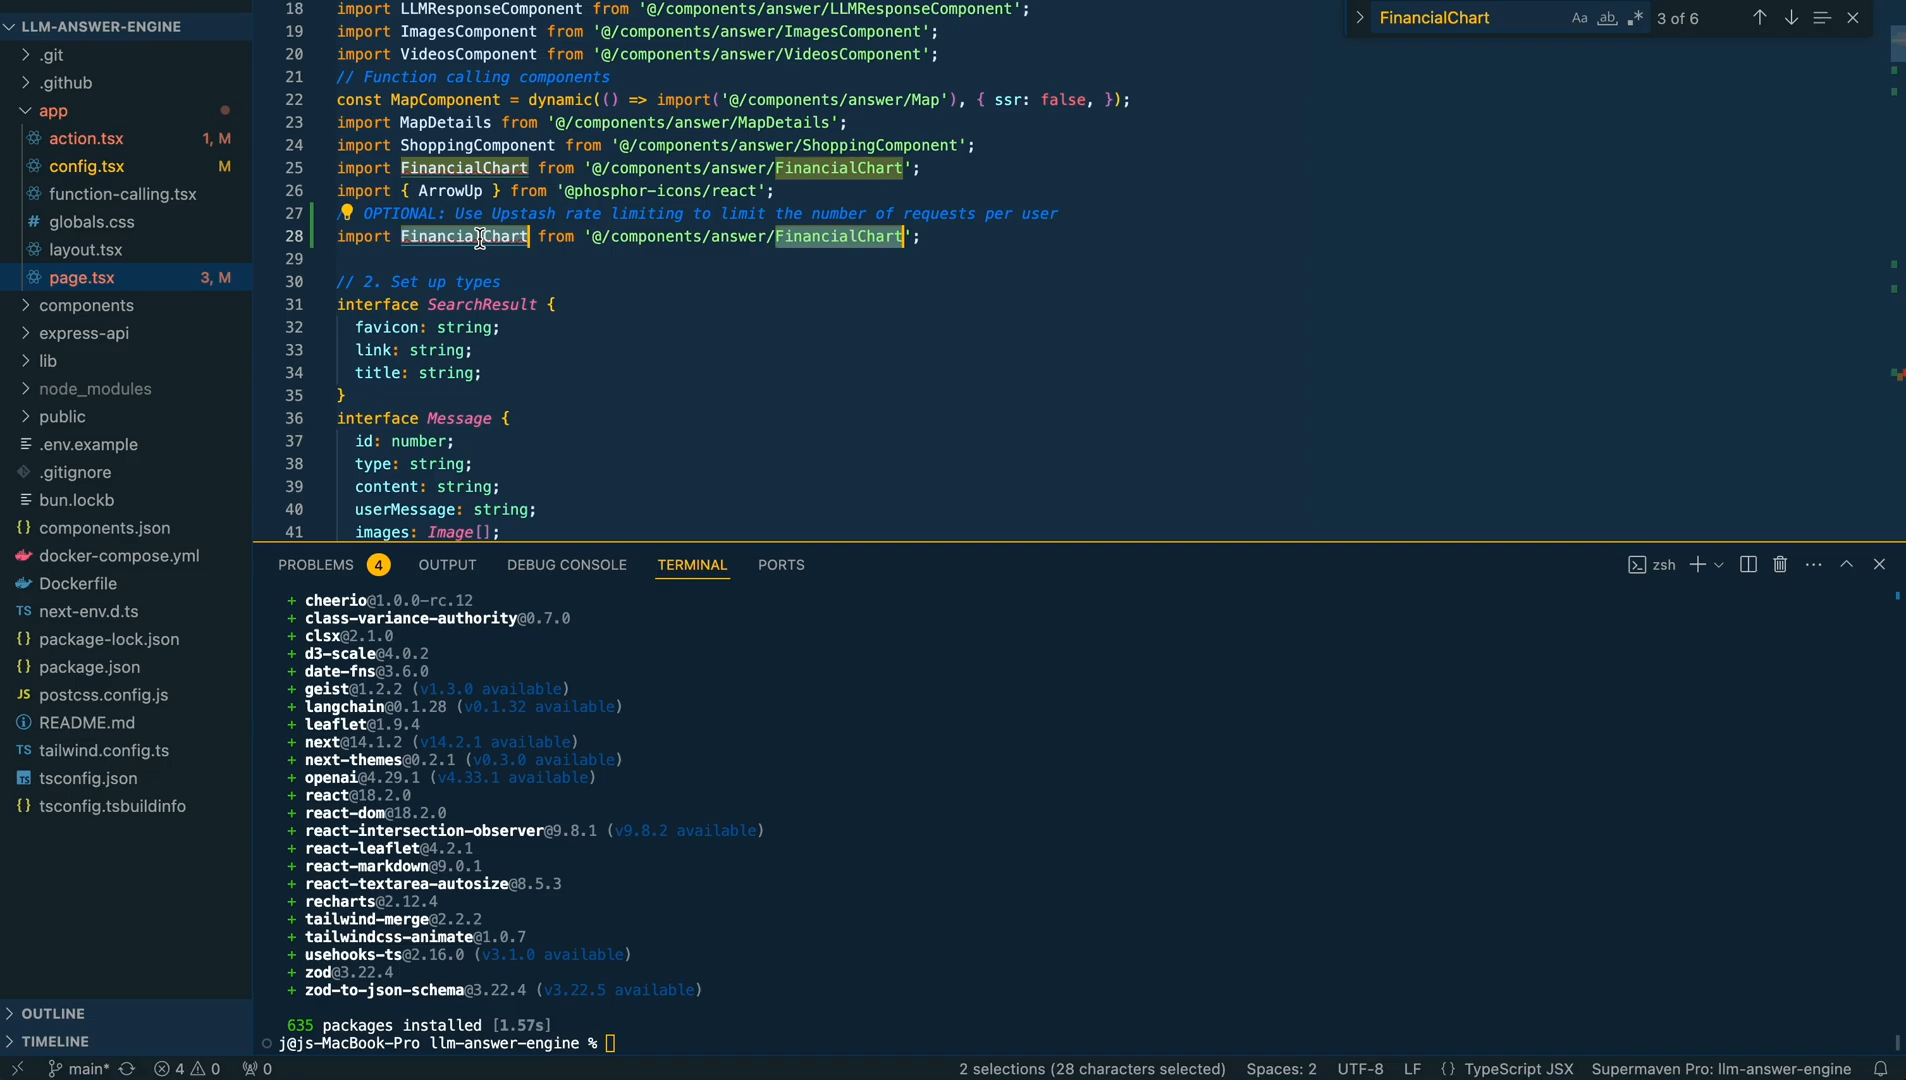 LLM-ANSWER-ENGINE
.git
.github
app
action.tsx 1, M
config.tsx M
function-calling.tsx
# globals.css
layout.tsx
page.tsx 3, M
components
express-api
lib
node_modules
public
.env.example
.gitignore
bun.lockb
{} components.json
docker-compose.yml
Dockerfile
TS next-env.d.ts
{} package-lock.json
{} package.json
JS postcss.config.js
README.md
TS tailwind.config.ts
TS tsconfig.json
{} tsconfig.tsbuildinfo
OUTLINE
TIMELINE
18 import LLMResponseComponent from '@/components/answer/LLMResponseComponent';
19 import ImagesComponent from '@/components/answer/ImagesComponent';
20 import VideosComponent from '@/components/answer/VideosComponent';
21 // Function calling components
22 const MapComponent = dynamic(() => import('@/components/answer/Map'), { ssr: false, });
23 import MapDetails from '@/components/answer/MapDetails';
24 import ShoppingComponent from '@/components/answer/ShoppingComponent';
25 import FinancialChart from '@/components/answer/FinancialChart';
26 import { ArrowUp } from '@phosphor-icons/react';
27 // OPTIONAL: Use Upstash rate limiting to limit the number of requests per user
28 import FinancialChart from '@/components/answer/FinancialChart';
29
30 // 2. Set up types
31 interface SearchResult {
32 favicon: string;
33 link: string;
34 title: string;
35 }
36 interface Message {
37 id: number;
38 type: string;
39 content: string;
40 userMessage: string;
41 images: Image[];
FinancialChart Aa ab .* 3 of 6
PROBLEMS 4 OUTPUT DEBUG CONSOLE TERMINAL PORTS zsh
+ cheerio@1.0.0-rc.12
+ class-variance-authority@0.7.0
+ clsx@2.1.0
+ d3-scale@4.0.2
+ date-fns@3.6.0
+ geist@1.2.2 (v1.3.0 available)
+ langchain@0.1.28 (v0.1.32 available)
+ leaflet@1.9.4
+ next@14.1.2 (v14.2.1 available)
+ next-themes@0.2.1 (v0.3.0 available)
+ openai@4.29.1 (v4.33.1 available)
+ react@18.2.0
+ react-dom@18.2.0
+ react-intersection-observer@9.8.1 (v9.8.2 available)
+ react-leaflet@4.2.1
+ react-markdown@9.0.1
+ react-textarea-autosize@8.5.3
+ recharts@2.12.4
+ tailwind-merge@2.2.2
+ tailwindcss-animate@1.0.7
+ usehooks-ts@2.16.0 (v3.1.0 available)
+ zod@3.22.4
+ zod-to-json-schema@3.22.4 (v3.22.5 available)
635 packages installed [1.57s]
j@js-MacBook-Pro llm-answer-engine %
main* 4 0 0 2 selections (28 characters selected) Spaces: 2 UTF-8 LF {} TypeScript JSX Supermaven Pro: llm-answer-engine